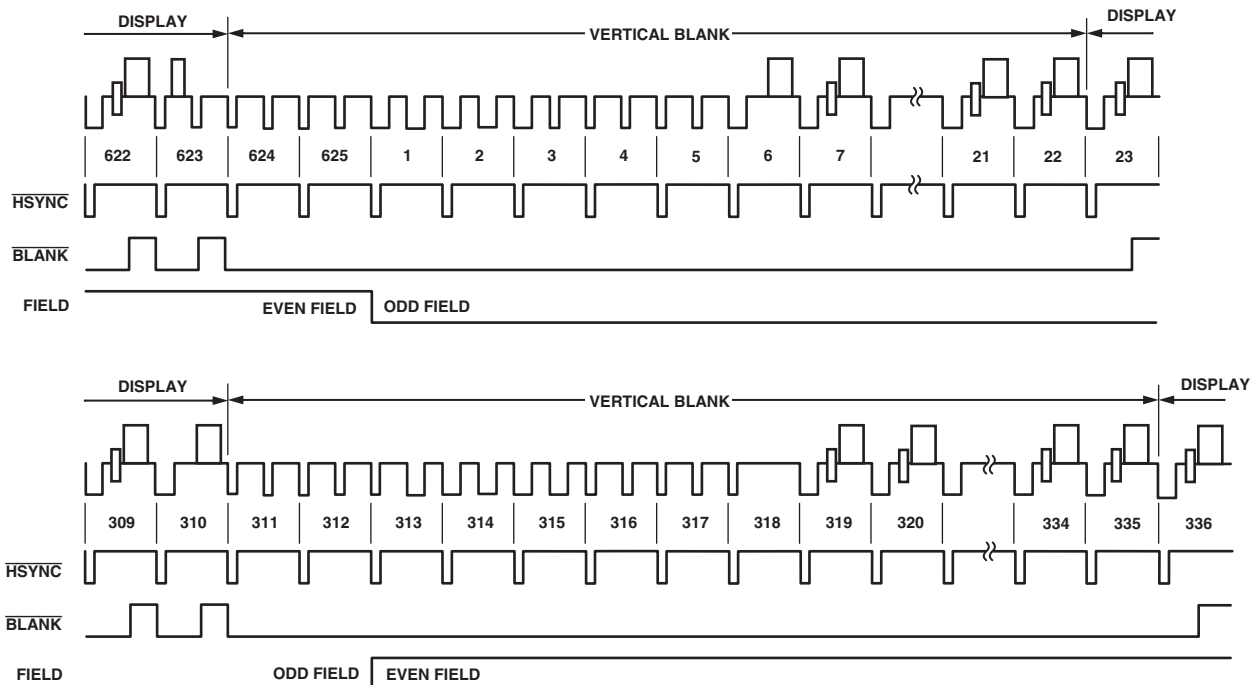 DISPLAY VERTICAL BLANK DISPLAY
622 623 624 625 1 2 3 4 5 6 7 21 22 23
HSYNC
BLANK
FIELD EVEN FIELD ODD FIELD
DISPLAY VERTICAL BLANK DISPLAY
309 310 311 312 313 314 315 316 317 318 319 320 334 335 336
HSYNC
BLANK
FIELD ODD FIELD EVEN FIELD